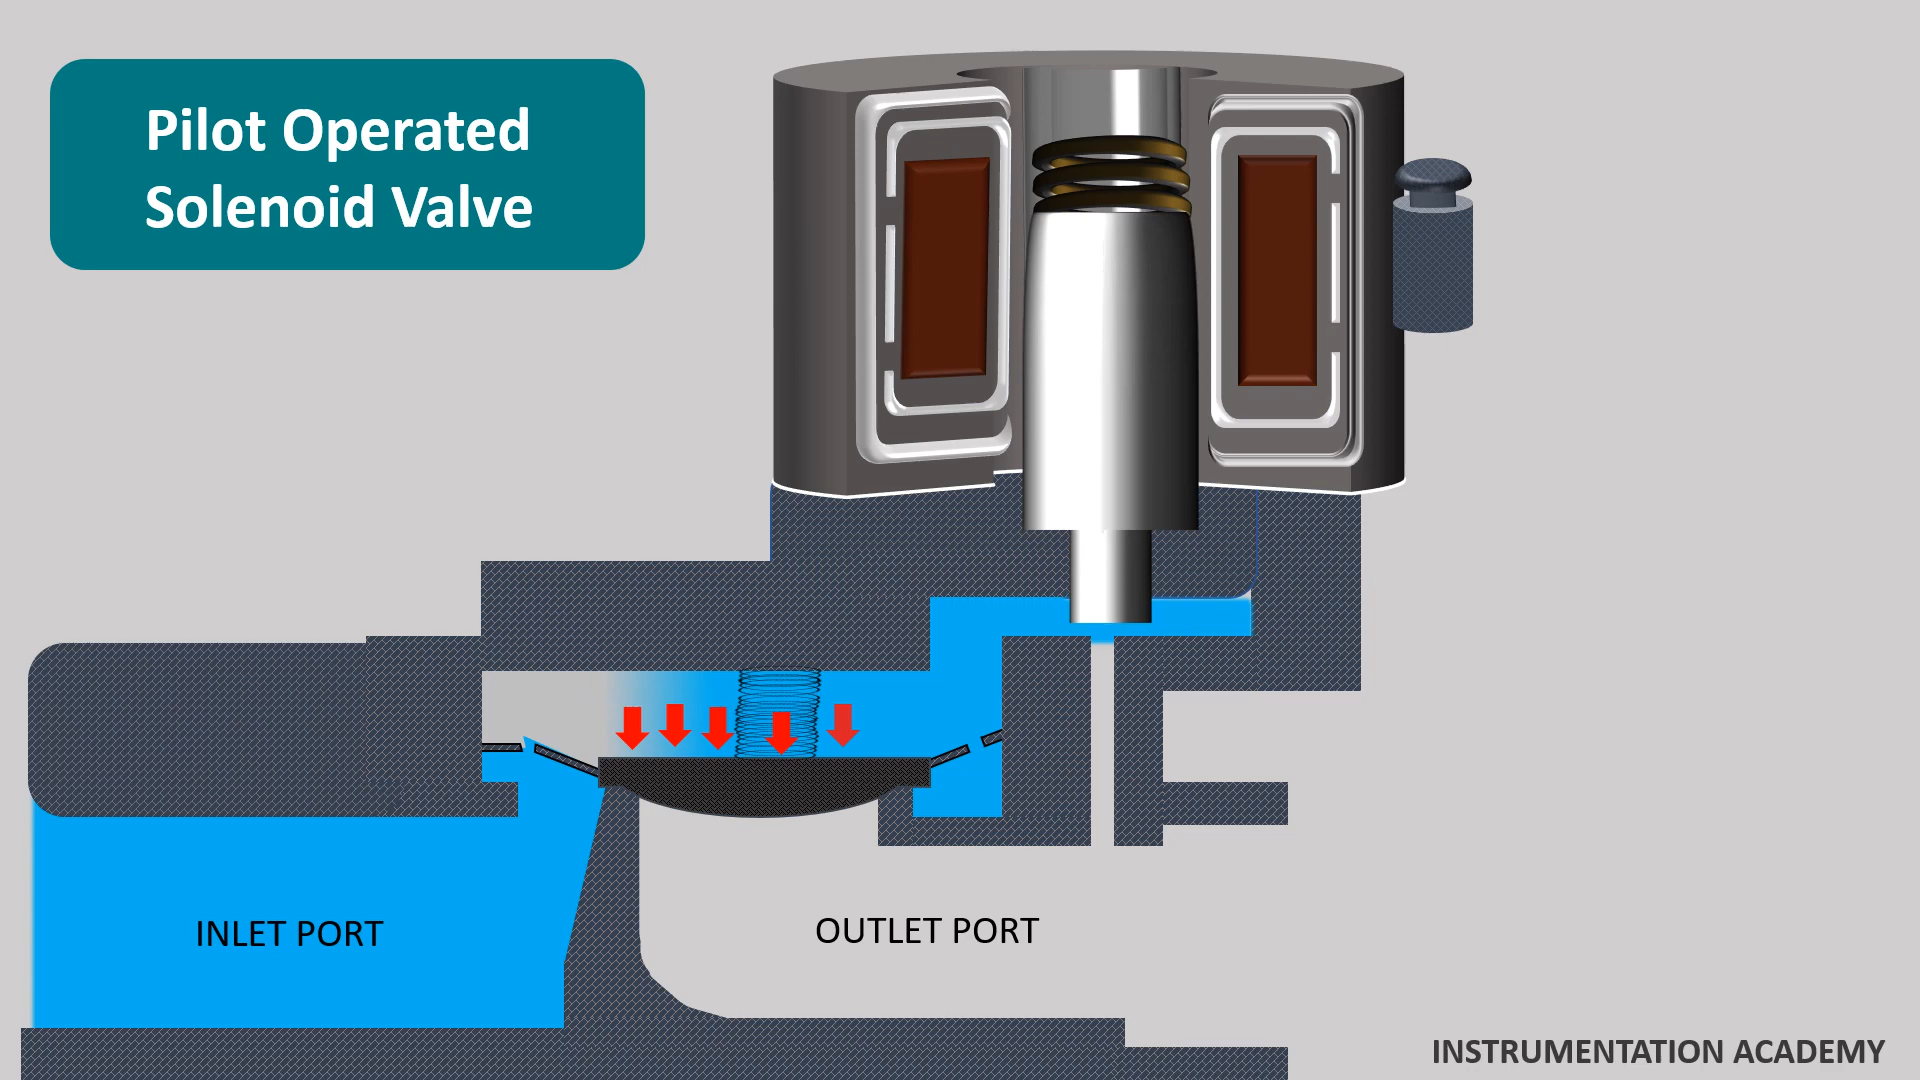 Pilot Operated
Solenoid Valve
INLET PORT
OUTLET PORT
INSTRUMENTATION ACADEMY